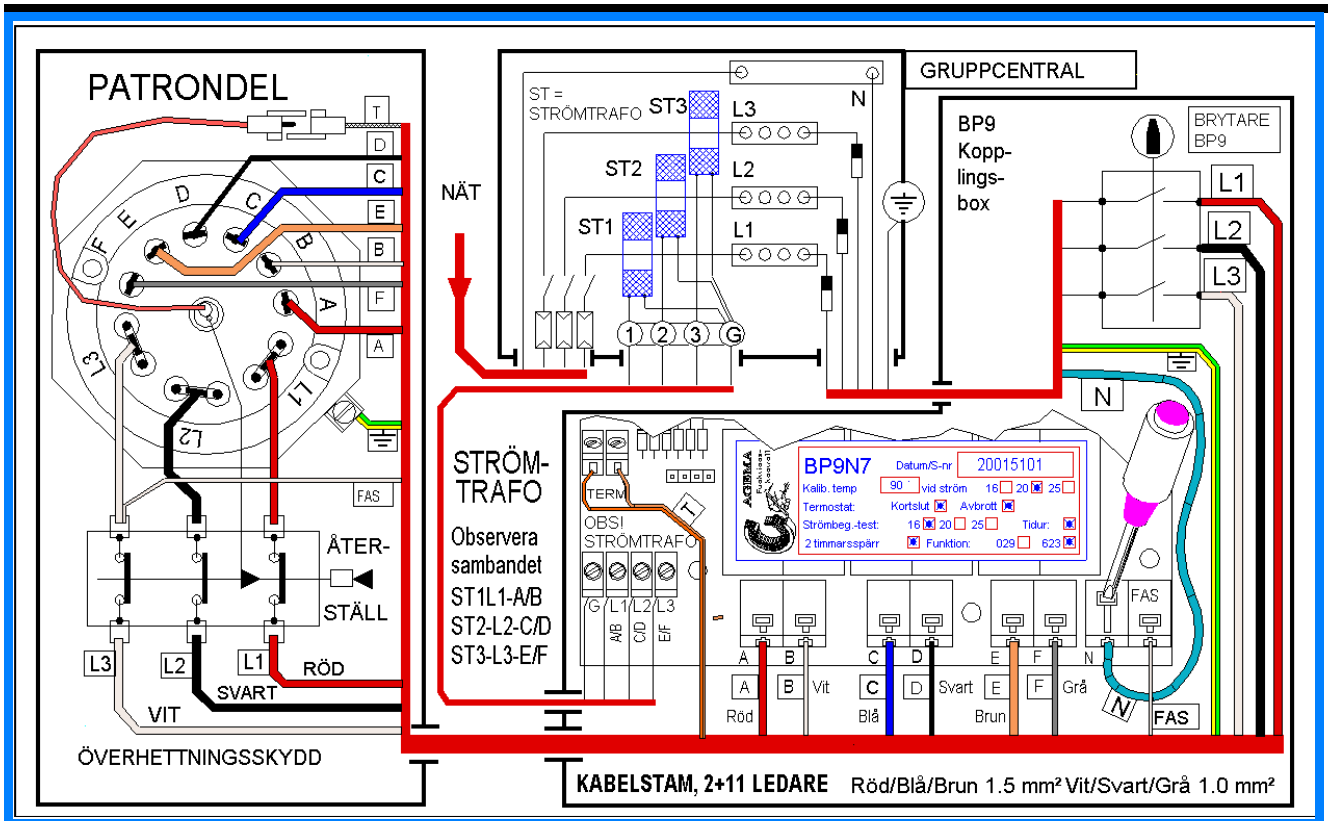 PATRONDEL
T
D
C
E
B
F
A
D
C
B
A
E
F
L3
L2
L1
FAS
ÅTER-
STÄLL
L3
L2
L1
RÖD
SVART
VIT
ÖVERHETTNINGSSKYDD
NÄT
ST =
STRÖMTRAFO
ST3
ST2
ST1
L3
L2
L1
N
1
2
3
G
GRUPPCENTRAL
BP9
Kopp-
lings-
box
BRYTARE
BP9
L1
L2
L3
N
STRÖM-
TRAFO
Observera
sambandet
ST1L1-A/B
ST2-L2-C/D
ST3-L3-E/F
TERM
T
OBS!
STRÖMTRAFO
G
L1
L2
L3
A/B
C/D
E/F
AGEMA
Funktions-
kaavall
BP9N7
Datum/S-nr
20015101
Kalib. temp
90 °
vid ström
16
20
25
Termostat:
Kortslut
Avbrott
Strömbeg.-test:
16
20
25
Tidur:
2 timmarsspärr
Funktion:
029
623
FAS
A
B
C
D
E
F
N
A
B
Vit
C
D
Svart
E
F
Grå
Röd
Blå
Brun
N
FAS
KABELSTAM, 2+11 LEDARE
Röd/Blå/Brun 1.5 mm² Vit/Svart/Grå 1.0 mm²